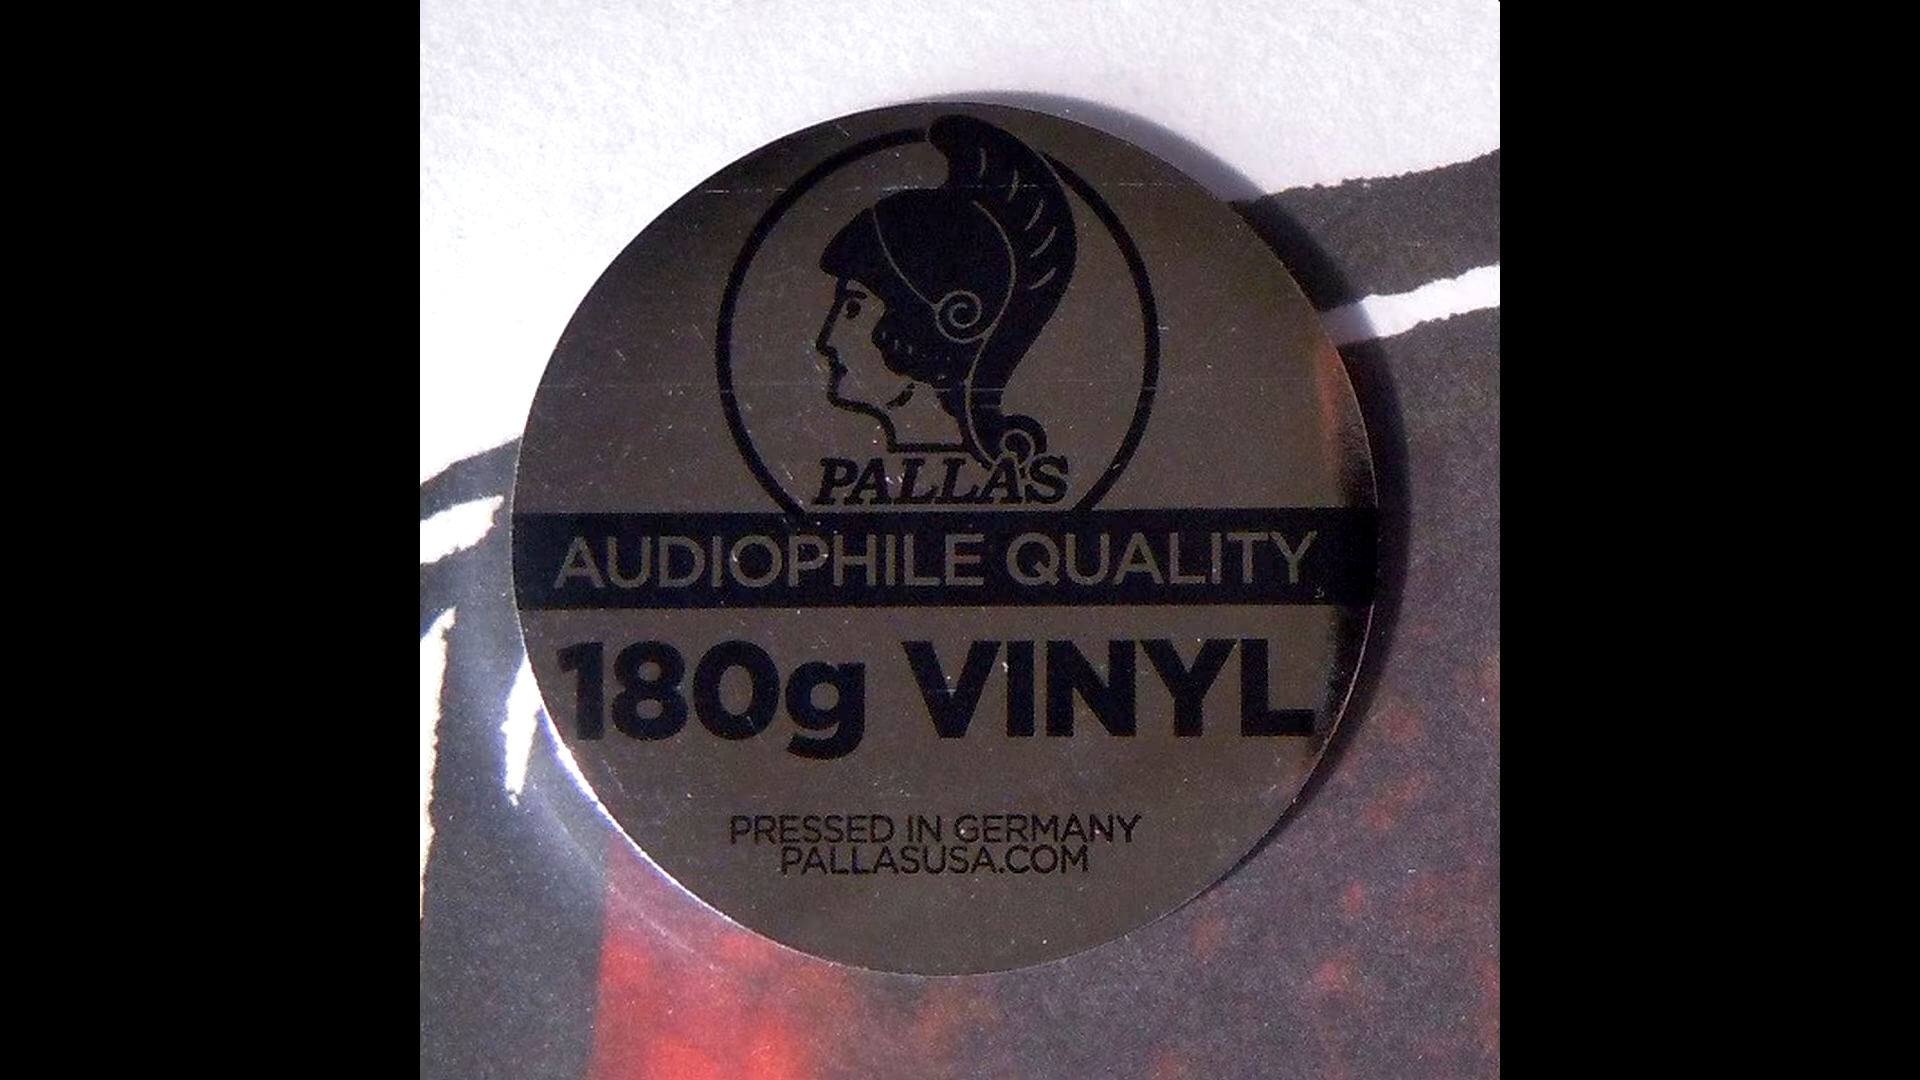 PALLAS
AUDIOPHILE QUALITY
180g VINYL
PRESSED IN GERMANY
PALLASUSA.COM